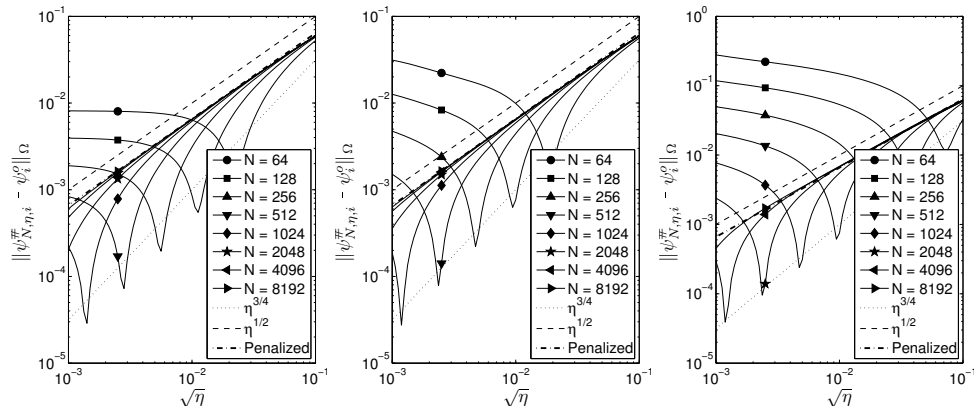 10⁻¹
10⁻²
10⁻³
10⁻⁴
10⁻⁵
10⁻³
10⁻²
10⁻¹
√η
||ψ^#_{N,η,i} - ψ^o_i||_Ω
N = 64
N = 128
N = 256
N = 512
N = 1024
N = 2048
N = 4096
N = 8192
η^{3/4}
η^{1/2}
Penalized
10⁻¹
10⁻²
10⁻³
10⁻⁴
10⁻⁵
10⁻³
10⁻²
10⁻¹
√η
||ψ^#_{N,η,i} - ψ^o_i||_Ω
N = 64
N = 128
N = 256
N = 512
N = 1024
N = 2048
N = 4096
N = 8192
η^{3/4}
η^{1/2}
Penalized
10⁰
10⁻¹
10⁻²
10⁻³
10⁻⁴
10⁻⁵
10⁻³
10⁻²
10⁻¹
√η
||ψ^#_{N,η,i} - ψ^o_i||_Ω
N = 64
N = 128
N = 256
N = 512
N = 1024
N = 2048
N = 4096
N = 8192
η^{3/4}
η^{1/2}
Penalized